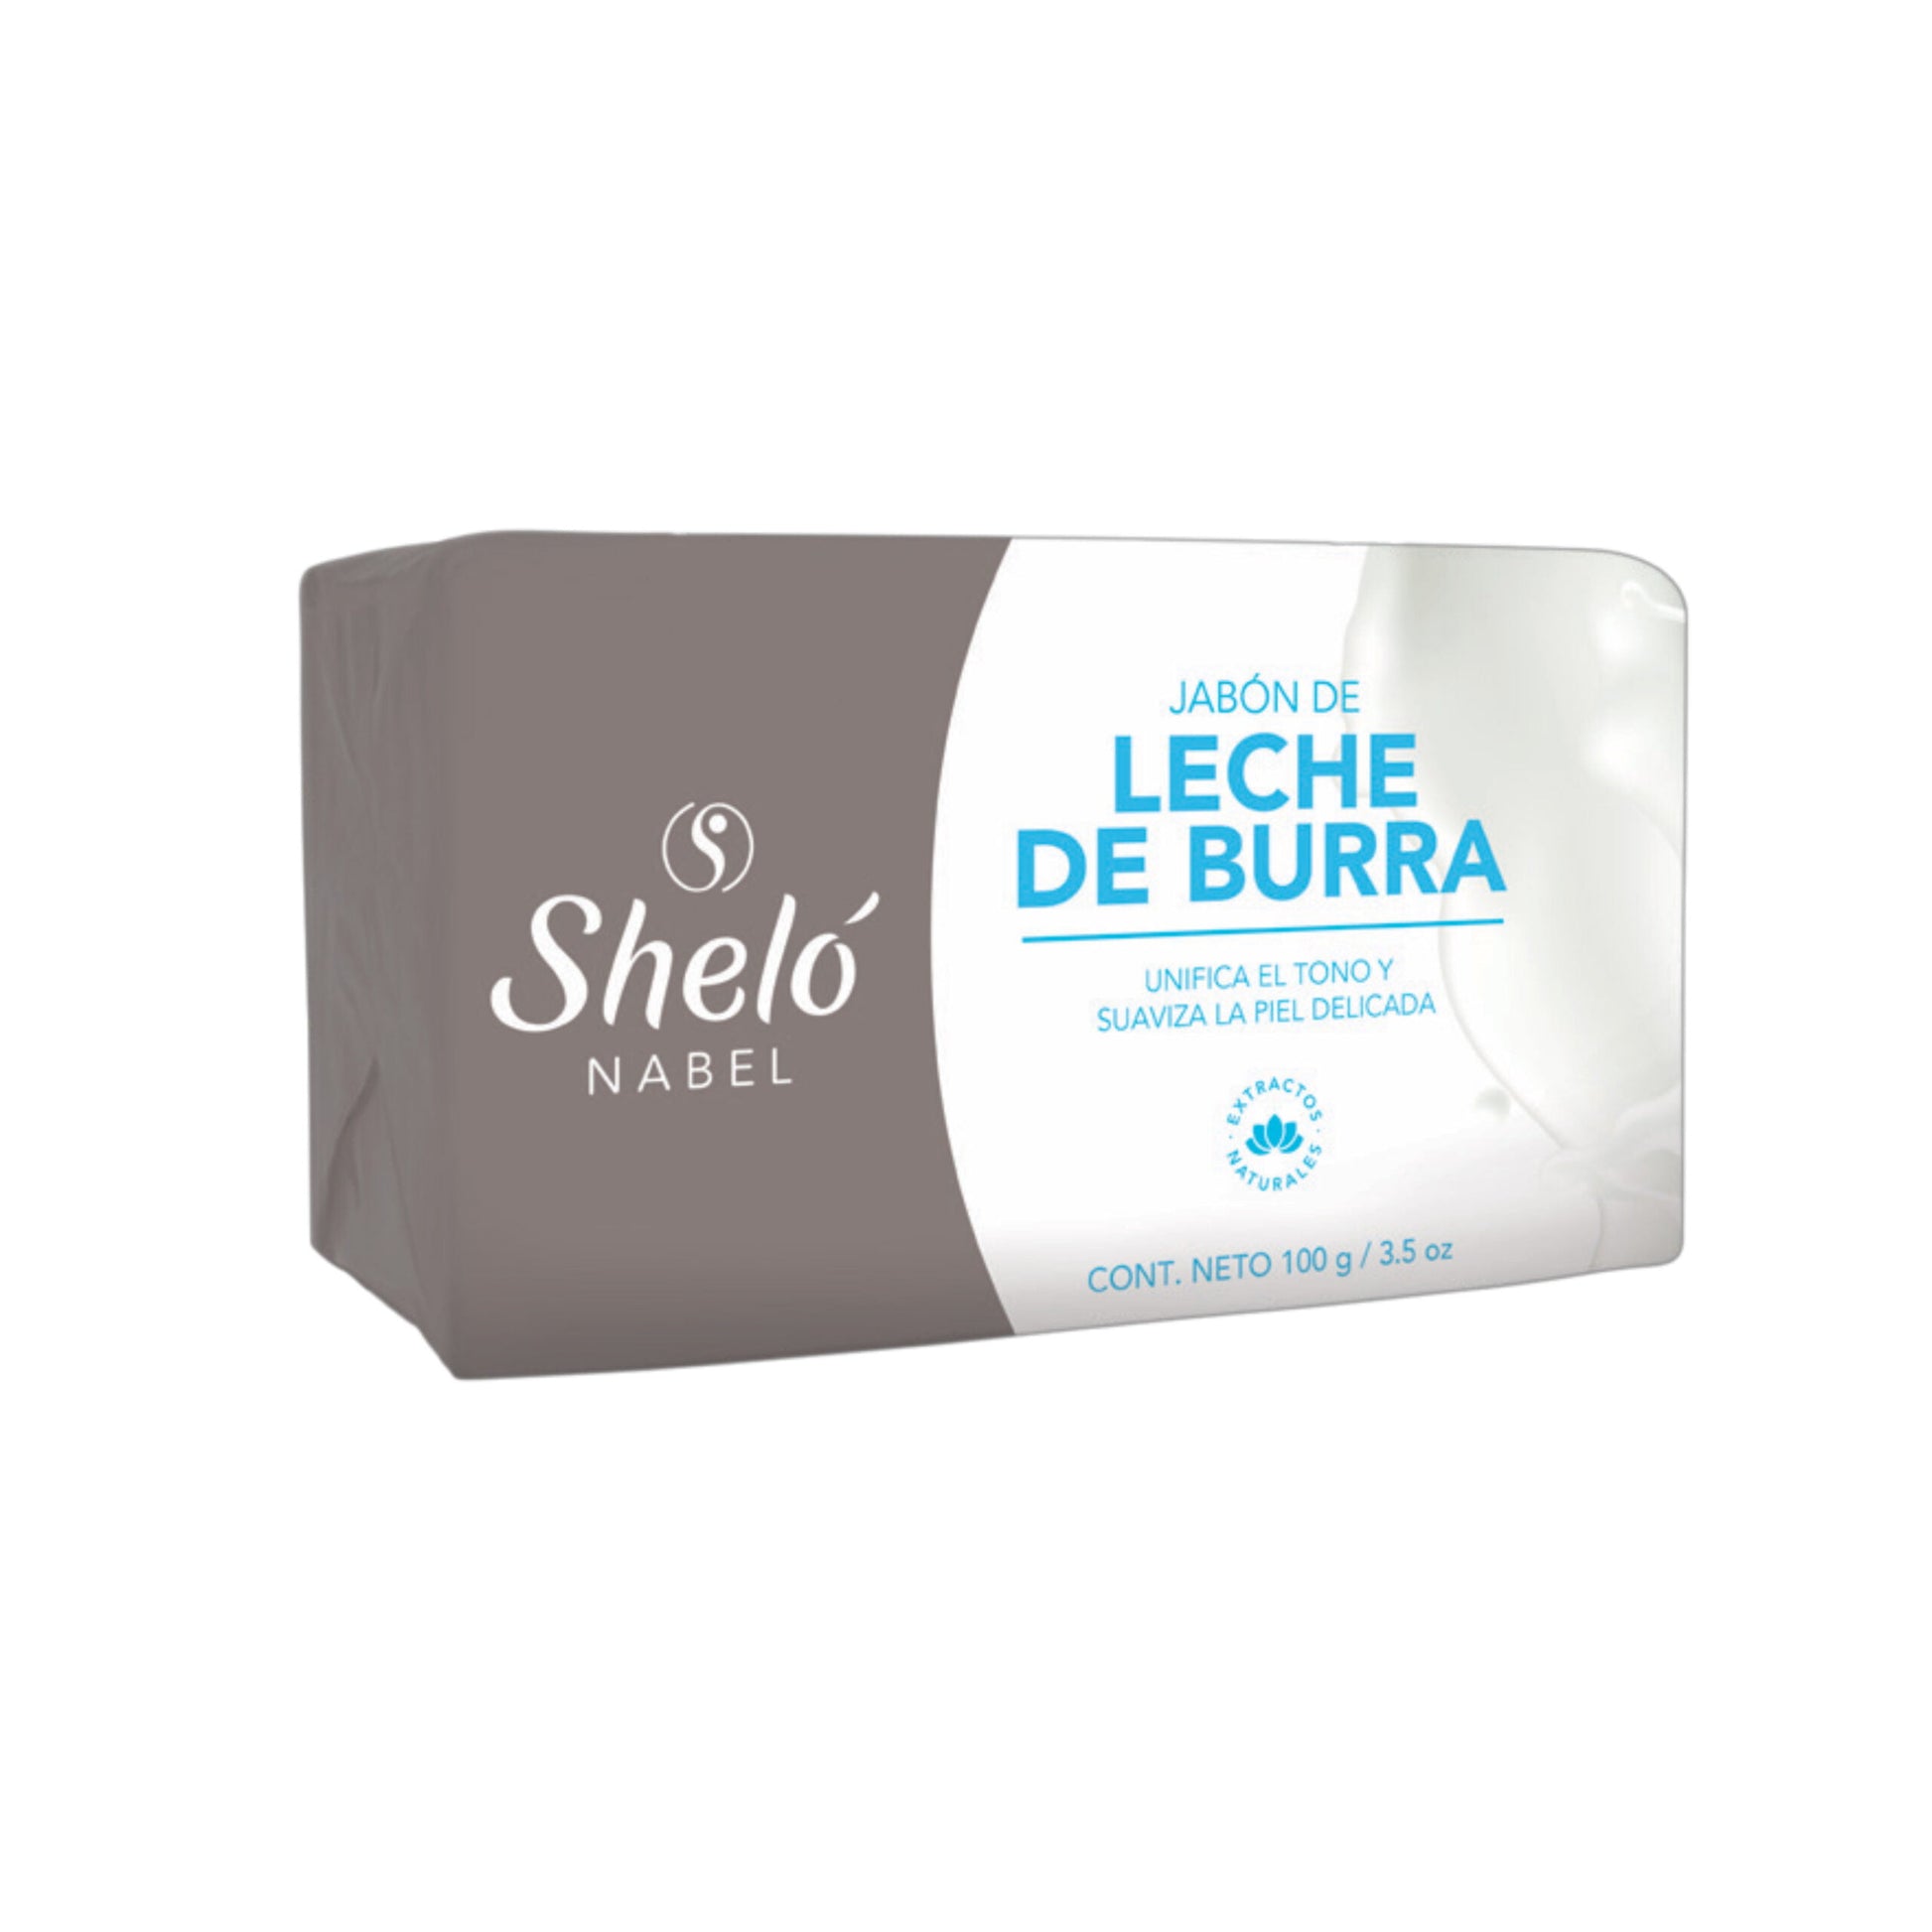 Sheló
NABEL
JABÓN DE
LECHE
DE BURRA
UNIFICA EL TONO Y
SUAVIZA LA PIEL DELICADA
· EXTRACTOS ·
NATURALES
CONT. NETO 100 g / 3.5 oz